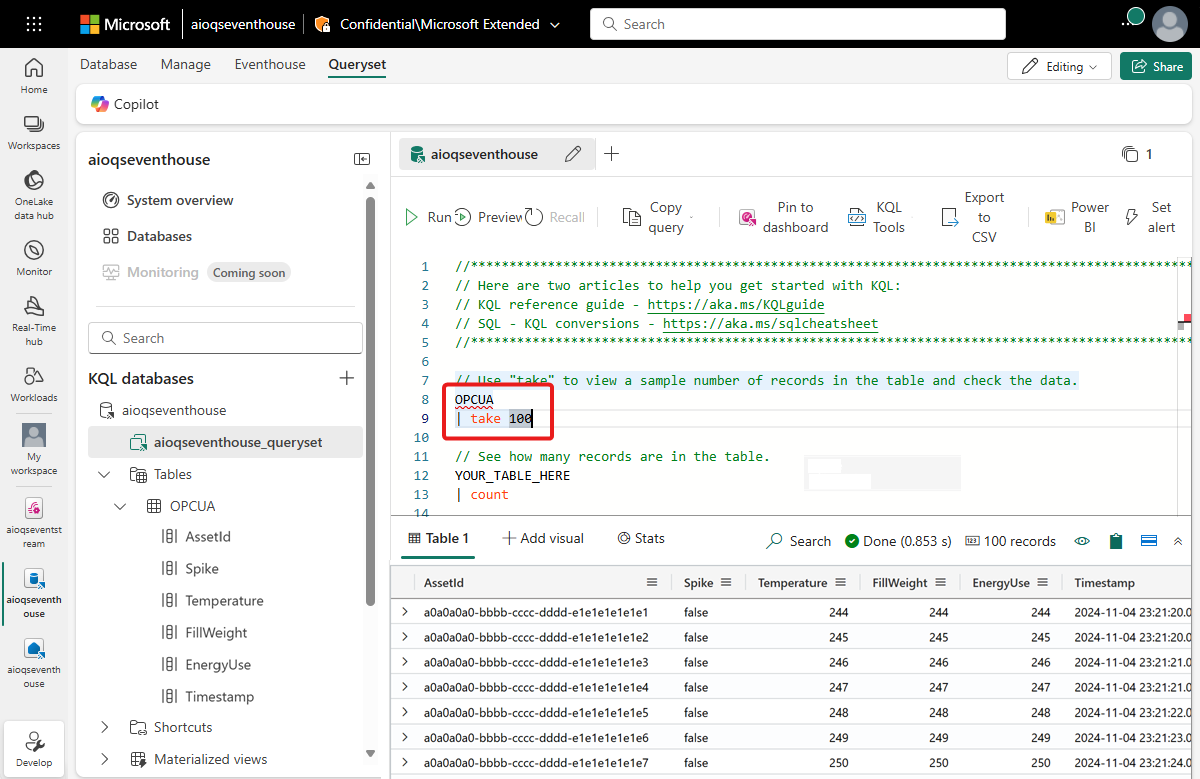 Microsoft aioqseventhouse Confidential\Microsoft Extended Search
Database Manage Eventhouse Queryset Editing Share
Copilot
Home
Workspaces
OneLake
data hub
Monitor
Real-Time
hub
Workloads
My
workspace
aioqseventst
ream
aioqseventh
ouse
aioqseventh
ouse
Develop
aioqseventhouse
System overview
Databases
Monitoring Coming soon
Search
KQL databases
aioqseventhouse
aioqseventhouse_queryset
Tables
OPCUA
AssetId
Spike
Temperature
FillWeight
EnergyUse
Timestamp
Shortcuts
Materialized views
aioqseventhouse 1
Run Preview Recall
Copy
query
Pin to
dashboard
KQL
Tools
Export
to
CSV
Power
BI
Set
alert
1 //************************************************************************************************
2 // Here are two articles to help you get started with KQL:
3 // KQL reference guide - https://aka.ms/KQLguide
4 // SQL - KQL conversions - https://aka.ms/sqlcheatsheet
5 //************************************************************************************************
6
7 // Use "take" to view a sample number of records in the table and check the data.
8 OPCUA
9 | take 100
10
11 // See how many records are in the table.
12 YOUR_TABLE_HERE
13 | count
14
Table 1 Add visual Stats Search Done (0.853 s) 123 100 records
AssetId Spike Temperature FillWeight EnergyUse Timestamp
a0a0a0a0-bbbb-cccc-dddd-e1e1e1e1e1e1 false 244 244 244 2024-11-04 23:21:20.0
a0a0a0a0-bbbb-cccc-dddd-e1e1e1e1e1e2 false 245 245 245 2024-11-04 23:21:20.0
a0a0a0a0-bbbb-cccc-dddd-e1e1e1e1e1e3 false 246 246 246 2024-11-04 23:21:21.0
a0a0a0a0-bbbb-cccc-dddd-e1e1e1e1e1e4 false 247 247 247 2024-11-04 23:21:21.0
a0a0a0a0-bbbb-cccc-dddd-e1e1e1e1e1e5 false 248 248 248 2024-11-04 23:21:22.0
a0a0a0a0-bbbb-cccc-dddd-e1e1e1e1e1e6 false 249 249 249 2024-11-04 23:21:23.0
a0a0a0a0-bbbb-cccc-dddd-e1e1e1e1e1e7 false 250 250 250 2024-11-04 23:21:24.0